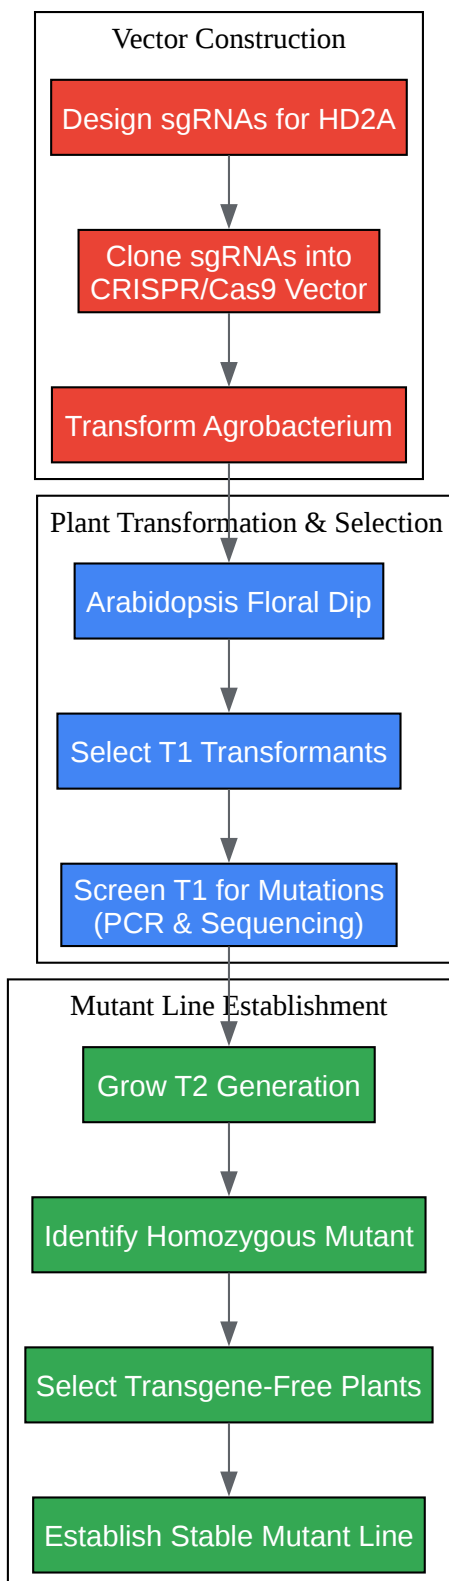 Vector Construction
Design sgRNAs for HD2A
Clone sgRNAs into
CRISPR/Cas9 Vector
Transform Agrobacterium
Plant Transformation & Selection
Arabidopsis Floral Dip
Select T1 Transformants
Screen T1 for Mutations
(PCR & Sequencing)
Mutant Line Establishment
Grow T2 Generation
Identify Homozygous Mutant
Select Transgene-Free Plants
Establish Stable Mutant Line